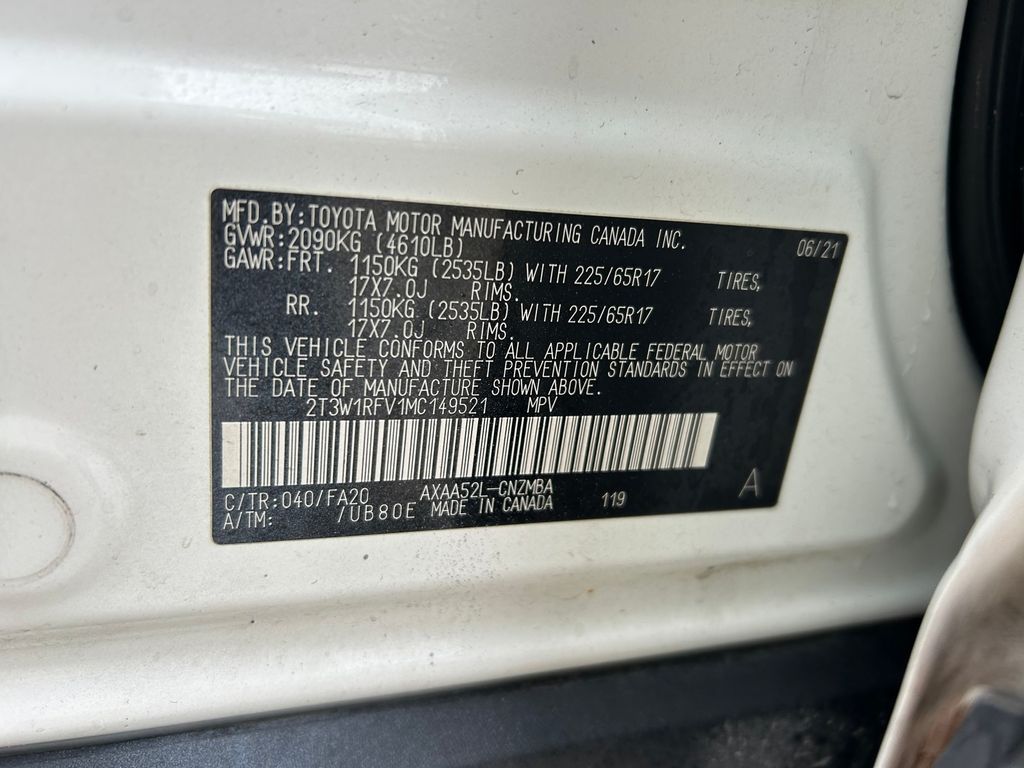 MFD.BY:TOYOTA MOTOR MANUFACTURING CANADA INC. 06/21
GVWR:2090KG (4610LB)
GAWR:FRT. 1150KG (2535LB) WITH 225/65R17 TIRES,
17X7.0J RIMS.
RR. 1150KG (2535LB) WITH 225/65R17 TIRES,
17X7.0J RIMS.
THIS VEHICLE CONFORMS TO ALL APPLICABLE FEDERAL MOTOR
VEHICLE SAFETY AND THEFT PREVENTION STANDARDS IN EFFECT ON
THE DATE OF MANUFACTURE SHOWN ABOVE.
2T3W1RFV1MC149521 MPV
C/TR:040/FA20 AXAA52L-CNZMBA 119 A
A/TM: /UB80E MADE IN CANADA